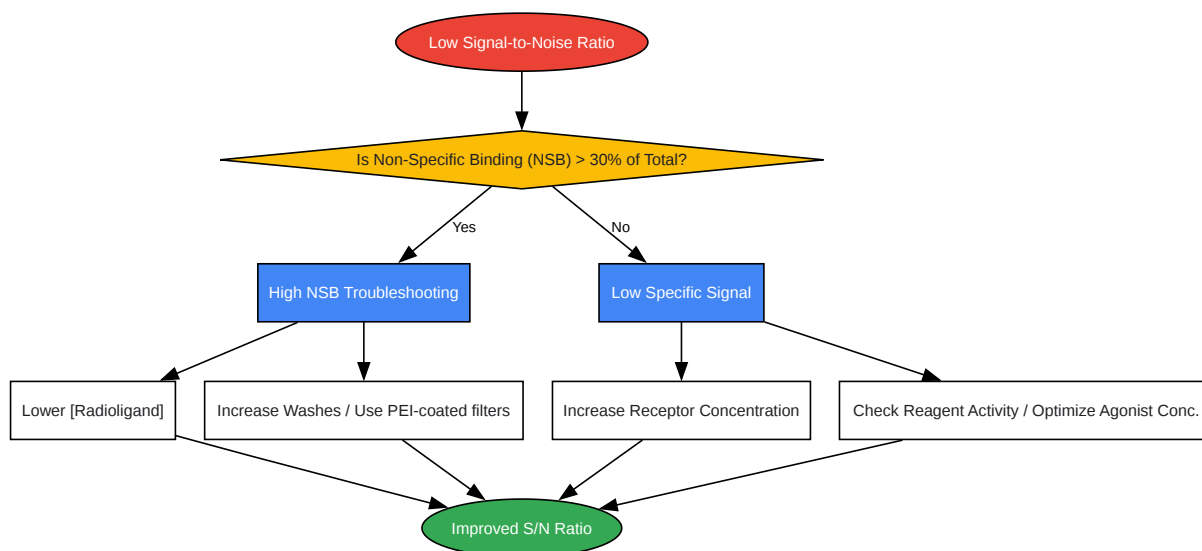 Low Signal-to-Noise Ratio
Is Non-Specific Binding (NSB) > 30% of Total?
Yes
No
High NSB Troubleshooting
Low Specific Signal
Lower [Radioligand]
Increase Washes / Use PEI-coated filters
Increase Receptor Concentration
Check Reagent Activity / Optimize Agonist Conc.
Improved S/N Ratio